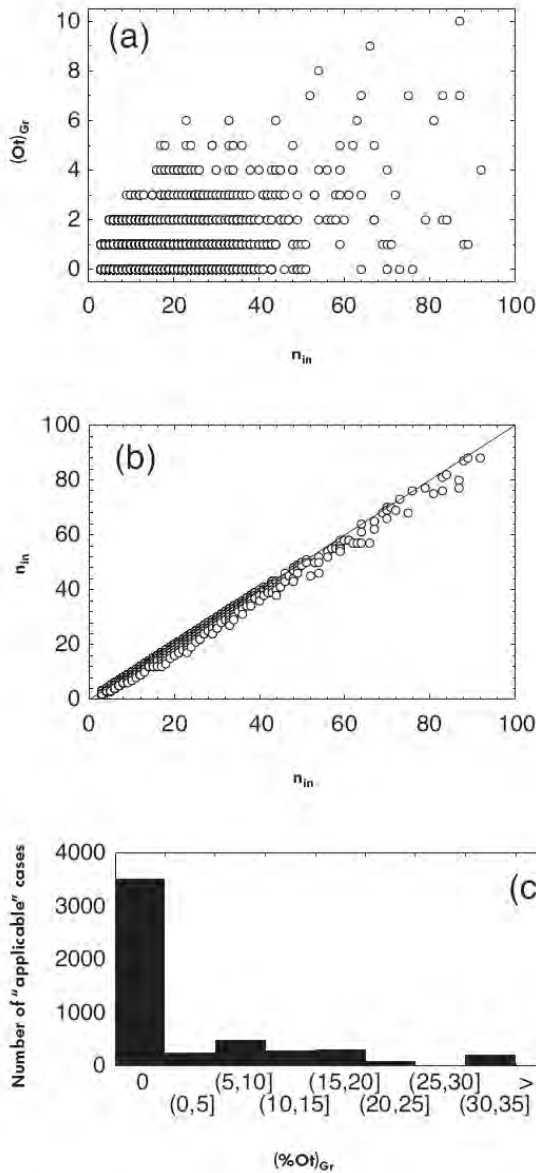 (a)
10
8
6
4
2
0
(Ot)Gr
0 20 40 60 80 100
nin
(b)
100
80
60
40
20
0
nin
0 20 40 60 80 100
nin
(c
4000
3000
2000
1000
0
Number of "applicable" cases
0 (5,10] (15,20] (25,30] >
(0,5] (10,15] (20,25] (30,35]
(%Ot)Gr